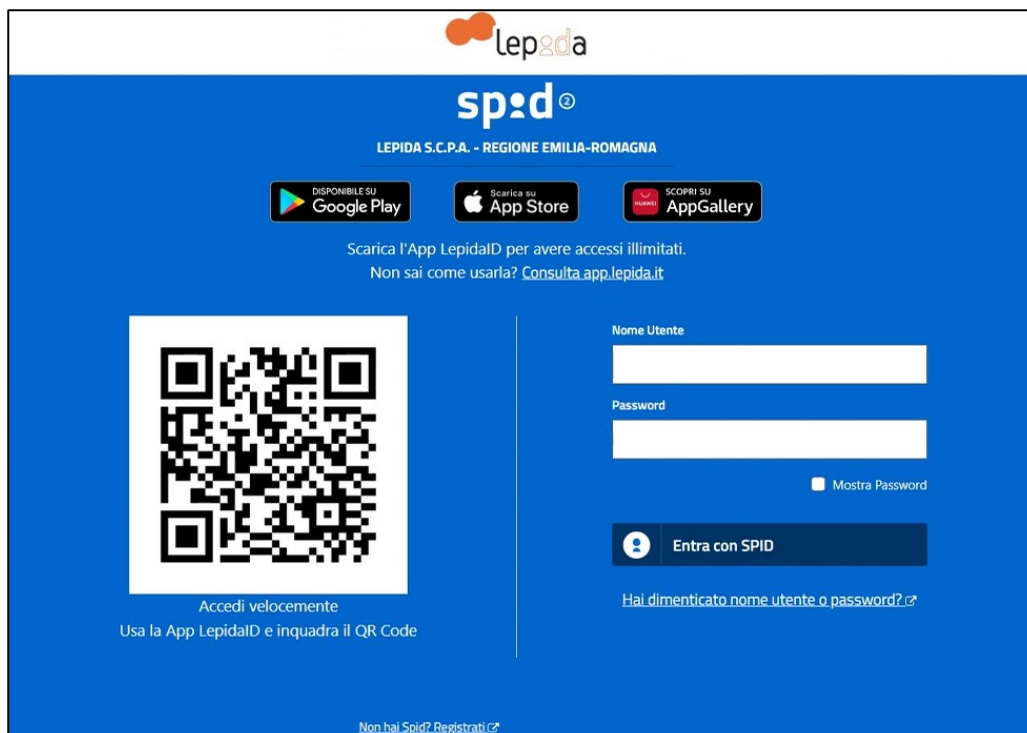 lepida
spid 2
LEPIDA S.C.P.A. - REGIONE EMILIA-ROMAGNA
DISPONIBILE SU
Google Play
Scarica su
App Store
HUAWEI
SCOPRI SU
AppGallery
Scarica l'App LepidaID per avere accessi illimitati.
Non sai come usarla? Consulta app.lepida.it
Accedi velocemente
Usa la App LepidaID e inquadra il QR Code
Nome Utente
Password
Mostra Password
Entra con SPID
Hai dimenticato nome utente o password?
Non hai Spid? Registrati